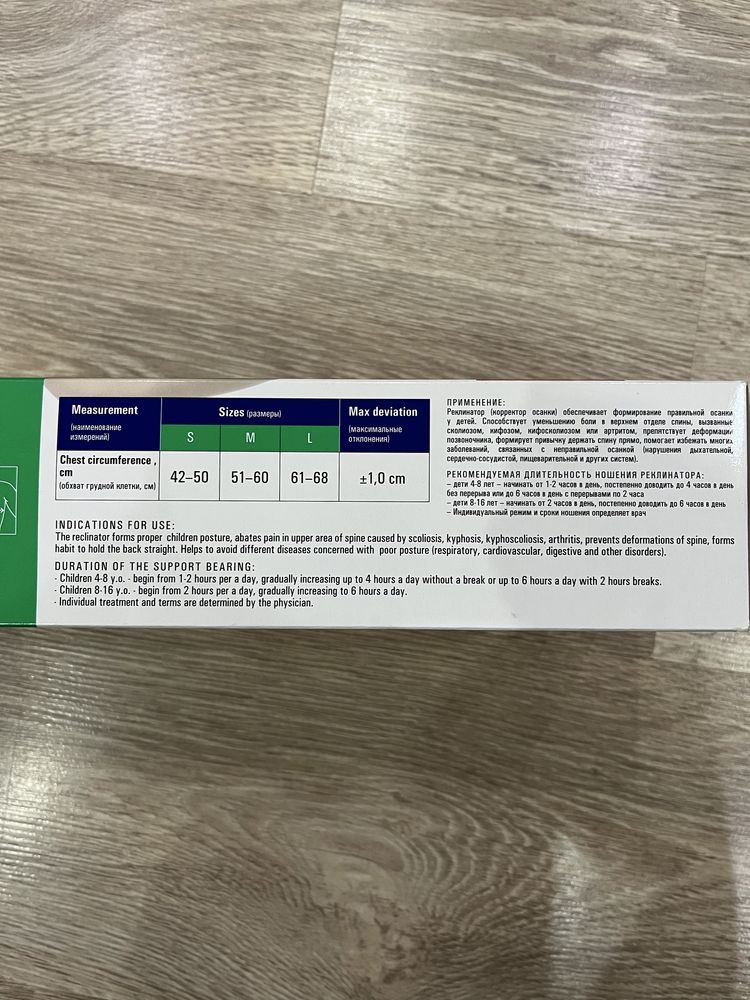 Measurement
(наименование
измерений)
Sizes (размеры)
Max deviation
(максимальные
отклонения)
S M L
Chest circumference ,
cm
(обхват грудной клетки, см)
42–50 51–60 61–68 ±1,0 cm
INDICATIONS FOR USE:
The reclinator forms proper children posture, abates pain in upper area of spine caused by scoliosis, kyphosis, kyphoscoliosis, arthritis, prevents deformations of spine, forms
habit to hold the back straight. Helps to avoid different diseases concerned with poor posture (respiratory, cardiovascular, digestive and other disorders).
DURATION OF THE SUPPORT BEARING:
- Children 4-8 y.o. - begin from 1-2 hours per a day, gradually increasing up to 4 hours a day without a break or up to 6 hours a day with 2 hours breaks.
- Children 8-16 y.o. - begin from 2 hours per a day, gradually increasing to 6 hours a day.
- Individual treatment and terms are determined by the physician.
ПРИМЕНЕНИЕ:
Реклинатор (корректор осанки) обеспечивает формирование правильной осанки
у детей. Способствует уменьшению боли в верхнем отделе спины, вызванные
сколиозом, кифозом, кифосколиозом или артритом, препятствует деформаци
позвоночника, формирует привычку держать спину прямо, помогает избежать многих
заболеваний, связанных с неправильной осанкой (нарушения дыхательной,
сердечно-сосудистой, пищеварительной и других систем).
РЕКОМЕНДУЕМАЯ ДЛИТЕЛЬНОСТЬ НОШЕНИЯ РЕКЛИНАТОРА:
– дети 4-8 лет – начинать от 1-2 часов в день, постепенно доводить до 4 часов в день
без перерыва или до 6 часов в день с перерывами по 2 часа
– дети 8-16 лет – начинать от 2 часов в день, постепенно доводить до 6 часов в день
– Индивидуальный режим и сроки ношения определяет врач